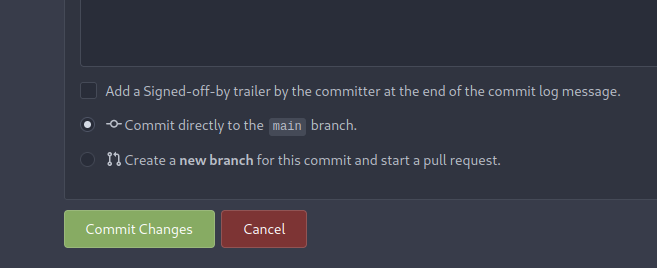 Add a Signed-off-by trailer by the committer at the end of the commit log message.
Commit directly to the main branch.
Create a new branch for this commit and start a pull request.
Commit Changes Cancel